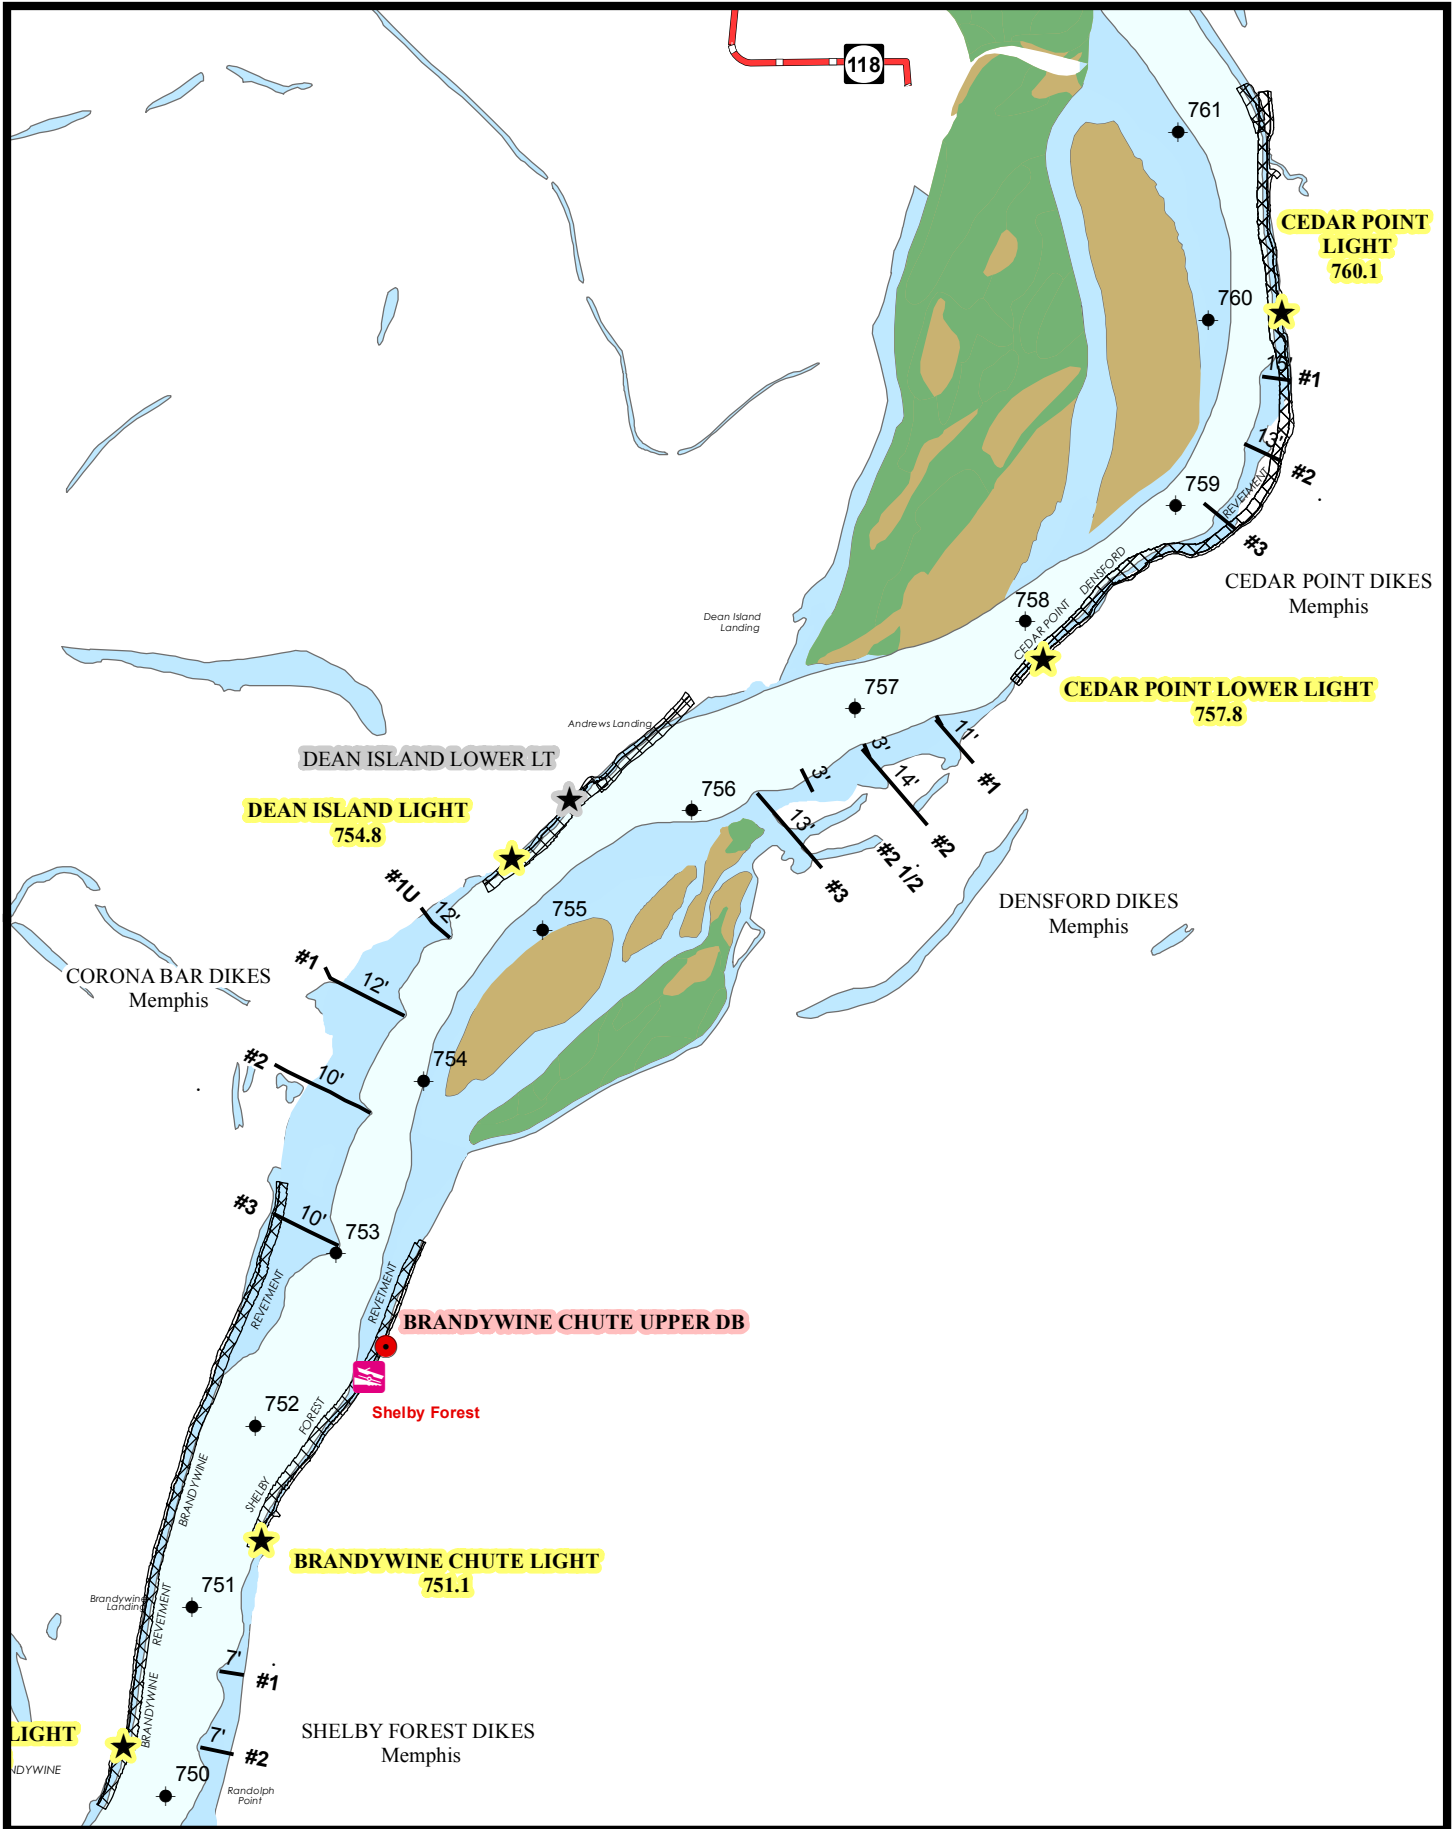 118
761
CEDAR POINT
LIGHT
760.1
760
15'
#1
13'
#2
REVETMENT
759
#3
DENSFORD
CEDAR POINT DIKES
Memphis
758
CEDAR POINT
Dean Island
Landing
CEDAR POINT LOWER LIGHT
757.8
757
Andrews Landing
11'
#1
3'
14'
#2
DEAN ISLAND LOWER LT
3'
#2 1/2
756
DEAN ISLAND LIGHT
754.8
13'
#3
#1U
12'
DENSFORD DIKES
Memphis
755
#1
12'
CORONA BAR DIKES
Memphis
#2
10'
754
#3
10'
753
REVETMENT
REVETMENT
BRANDYWINE CHUTE UPPER DB
Shelby Forest
752
FOREST
SHELBY
BRANDYWINE
BRANDYWINE CHUTE LIGHT
751.1
751
Brandywine
Landing
REVETMENT
7'
#1
BRANDYWINE
LIGHT
7'
#2
SHELBY FOREST DIKES
Memphis
NDYWINE
750
Randolph
Point